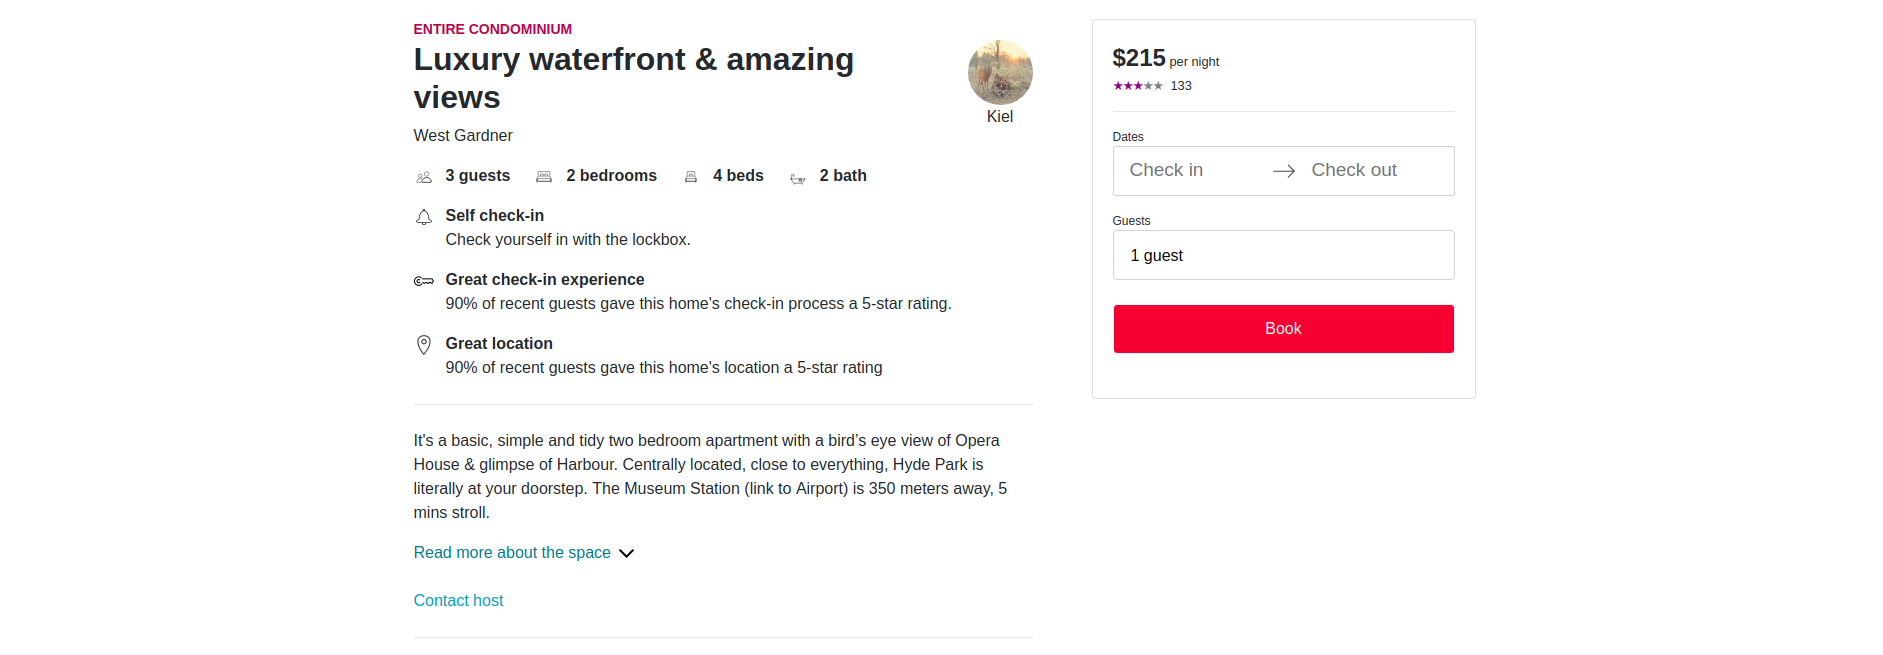 ENTIRE CONDOMINIUM
Luxury waterfront & amazing
views
Kiel
West Gardner
3 guests 2 bedrooms 4 beds 2 bath
Self check-in
Check yourself in with the lockbox.
Great check-in experience
90% of recent guests gave this home's check-in process a 5-star rating.
Great location
90% of recent guests gave this home's location a 5-star rating
It's a basic, simple and tidy two bedroom apartment with a bird’s eye view of Opera
House & glimpse of Harbour. Centrally located, close to everything, Hyde Park is
literally at your doorstep. The Museum Station (link to Airport) is 350 meters away, 5
mins stroll.
Read more about the space
Contact host
$215 per night
★★★★★ 133
Dates
Check in → Check out
Guests
1 guest
Book